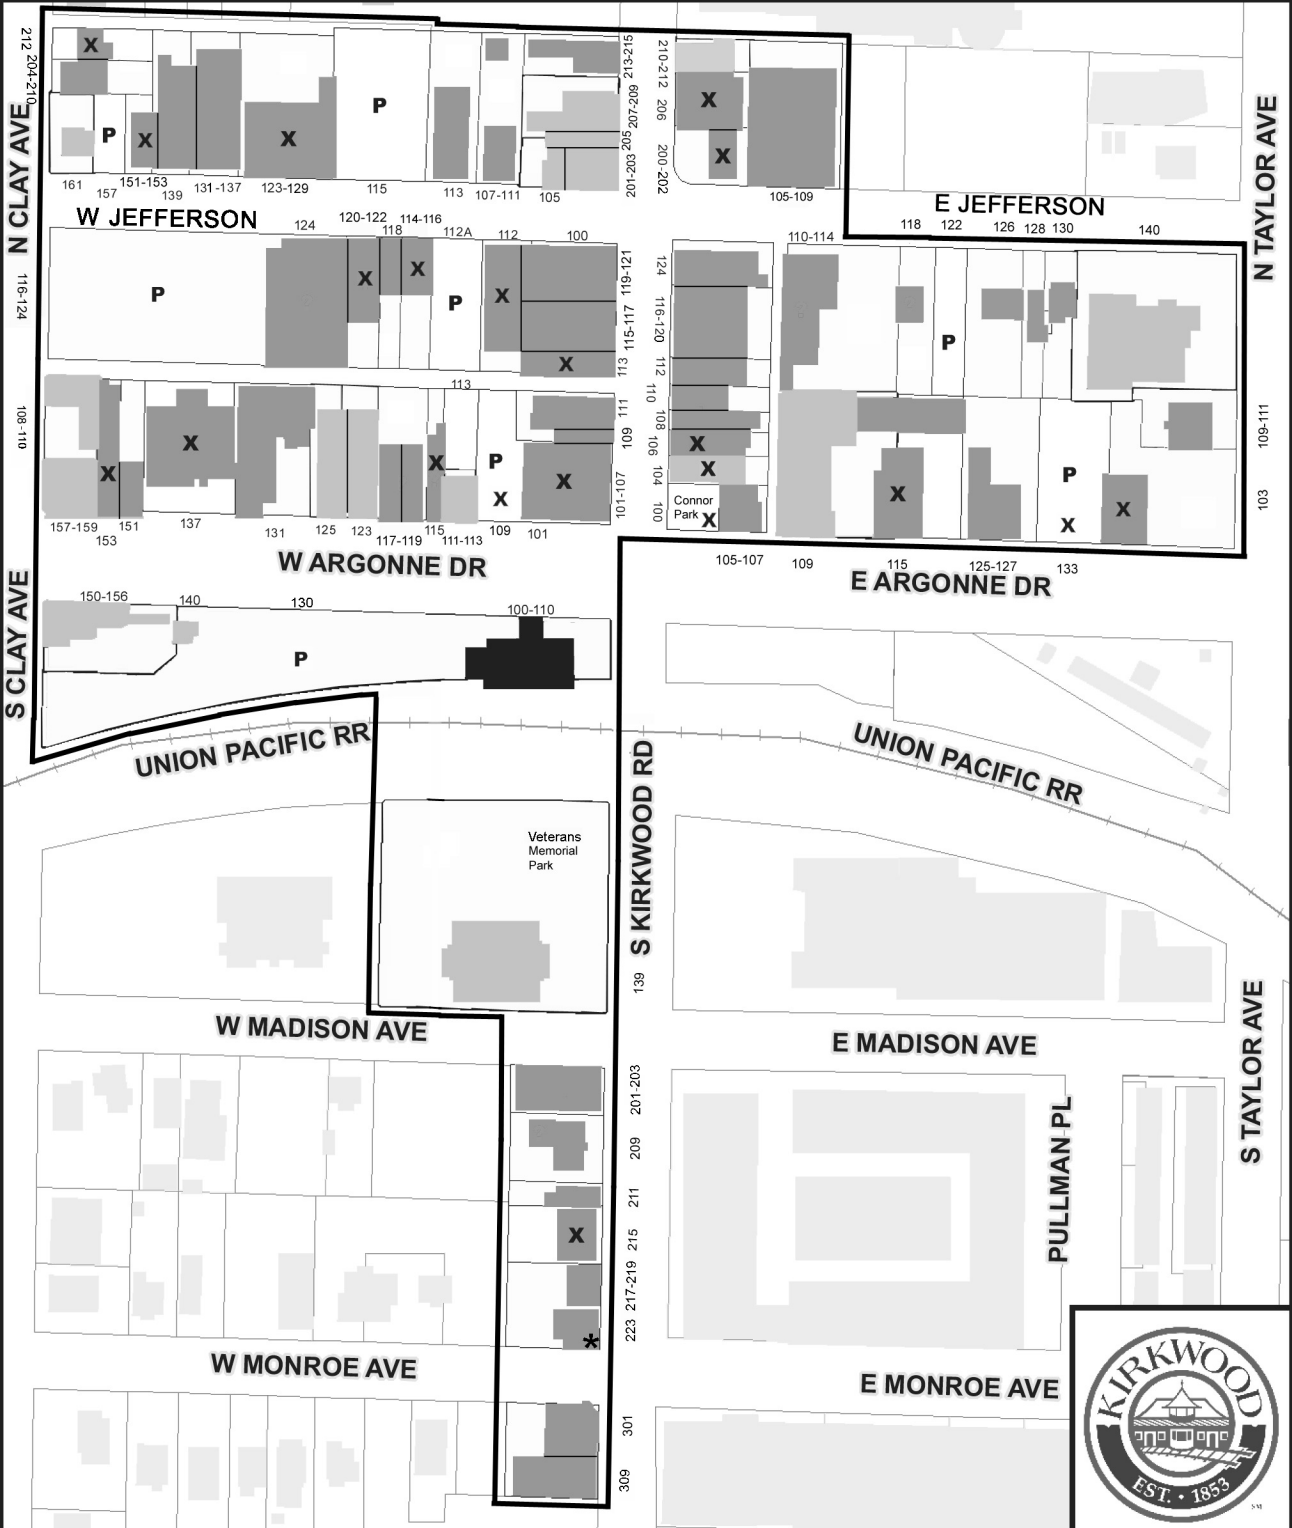 212
204-210
N CLAY AVE
X
P
X
X
P
213-215
207-209
205
201-203
210-212
206
200-202
X
X
N TAYLOR AVE
161
157
151-153
139
131-137
123-129
115
113
107-111
105
105-109
W JEFFERSON
E JEFFERSON
124
120-122
118
114-116
112A
112
100
110-114
118
122
126
128
130
140
116-124
P
X
X
P
X
X
119-121
115-117
113
124
116-120
112
110
108
106
104
100
P
113
108-110
X
X
X
P
X
X
111
109
101-107
X
X
Connor
Park
X
X
P
X
X
109-111
103
157-159
153
151
137
131
125
123
117-119
115
111-113
109
101
105-107
109
115
125-127
133
W ARGONNE DR
E ARGONNE DR
S CLAY AVE
150-156
140
130
100-110
P
UNION PACIFIC RR
UNION PACIFIC RR
S KIRKWOOD RD
Veterans
Memorial
Park
139
W MADISON AVE
E MADISON AVE
S TAYLOR AVE
PULLMAN PL
201-203
209
211
X
215
217-219
223
*
W MONROE AVE
E MONROE AVE
301
309
KIRKWOOD
EST. • 1853
SM